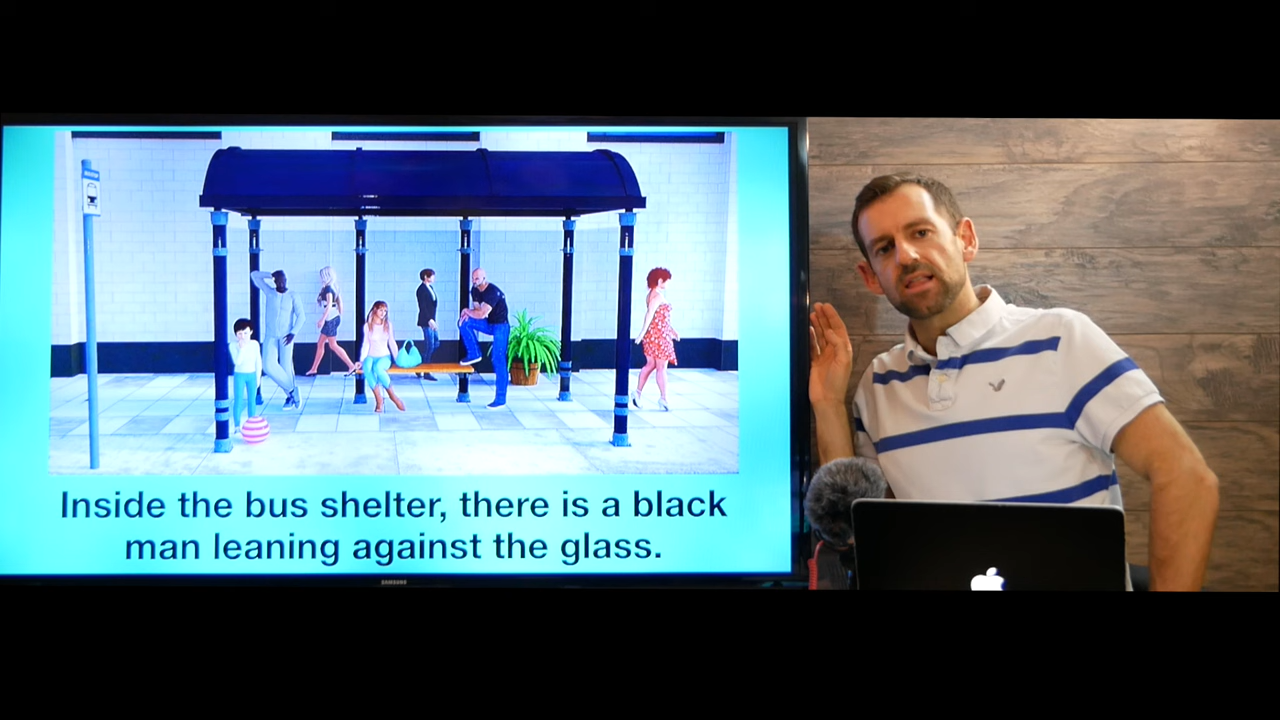 Inside the bus shelter, there is a black
man leaning against the glass.
SAMSUNG